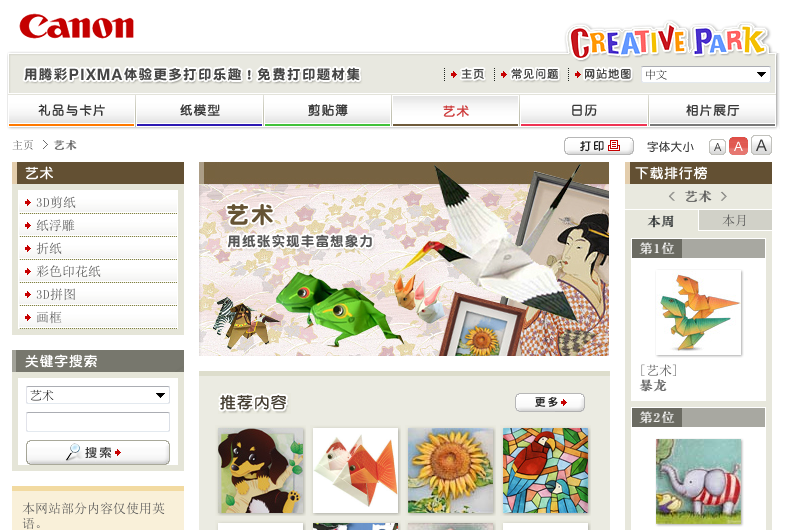 Canon
CREATIVE PARK
用腾彩PIXMA体验更多打印乐趣！免费打印题材集
主页 常见问题 网站地图 中文
礼品与卡片 纸模型 剪贴簿 艺术 日历 相片展厅
主页 > 艺术
打印 字体大小 A A A
艺术
3D剪纸
纸浮雕
折纸
彩色印花纸
3D拼图
画框
关键字搜索
艺术
搜索
本网站部分内容仅使用英
语。
艺术
用纸张实现丰富想象力
推荐内容 更多
下载排行榜
< 艺术 >
本周 本月
第1位
[艺术]
暴龙
第2位